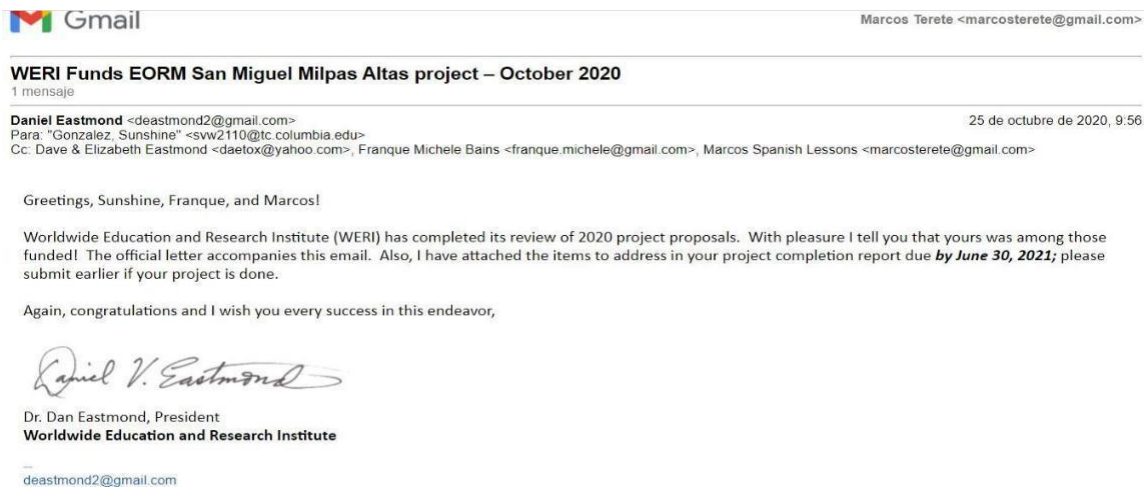 Gmail
Marcos Terete <marcosterete@gmail.com>
WERI Funds EORM San Miguel Milpas Altas project – October 2020
1 mensaje
Daniel Eastmond <deastmond2@gmail.com>
25 de octubre de 2020, 9:56
Para: "Gonzalez, Sunshine" <svw2110@tc.columbia.edu>
Cc: Dave & Elizabeth Eastmond <daetox@yahoo.com>, Franque Michele Bains <franque.michele@gmail.com>, Marcos Spanish Lessons <marcosterete@gmail.com>
Greetings, Sunshine, Franque, and Marcos!
Worldwide Education and Research Institute (WERI) has completed its review of 2020 project proposals. With pleasure I tell you that yours was among those
funded! The official letter accompanies this email. Also, I have attached the items to address in your project completion report due by June 30, 2021; please
submit earlier if your project is done.
Again, congratulations and I wish you every success in this endeavor,
Daniel V. Eastmond
Dr. Dan Eastmond, President
Worldwide Education and Research Institute
--
deastmond2@gmail.com